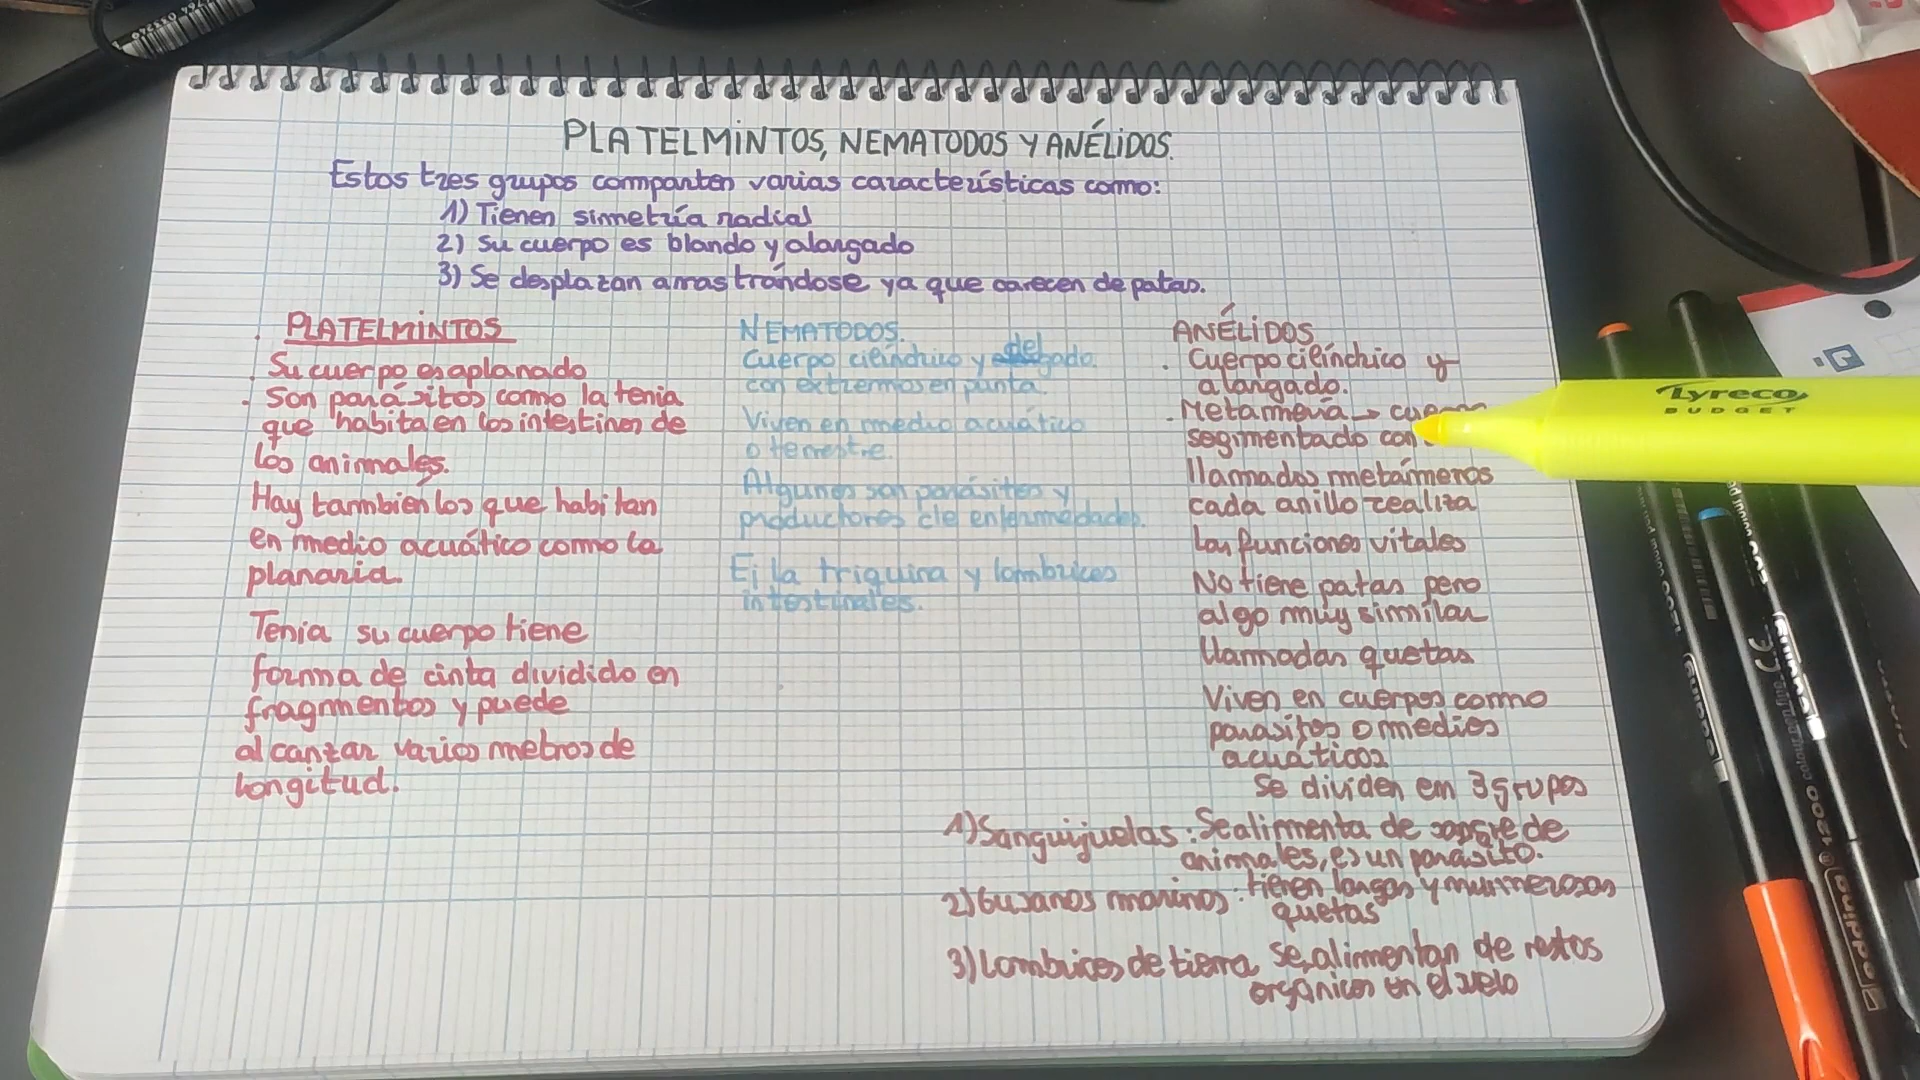 PLATELMINTOS, NEMATODOS Y ANÉLIDOS.
Estos tres grupos comparten varias características como:
1) Tienen simetría radial
2) Su cuerpo es blando y alargado
3) Se desplazan arrastrándose ya que carecen de patas.
PLATELMINTOS
Su cuerpo es aplanado
Son parásitos como la tenia
que habita en los intestinos de
los animales.
Hay también los que habitan
en medio acuático como la
planaria.
Tenia su cuerpo tiene
forma de cinta dividido en
fragmentos y puede
alcanzar varios metros de
longitud.
NEMATODOS.
Cuerpo cilíndrico y delgado
con extremos en punta.
Viven en medio acuático
o terrestre.
Algunos son parásitos y
productores de enfermedades.
Ej la triquina y lombrices
intestinales.
ANÉLIDOS
. Cuerpo cilíndrico y
alargado.
. Metamería → cuerpo
segmentado con
llamados metámeros
cada anillo realiza
las funciones vitales
No tiene patas pero
algo muy similar
llamadas quetas
Viven en cuerpos como
parasitos o medios
acuáticos
Se dividen em 3 grupos
1) Sanguijuelas: Se alimenta de sangre de
animales, es un parásito.
2) Gusanos marinos: tienen largas y mumerosas
quetas
3) Lombrices de tierra se alimentan de restos
orgánicos en el suelo
Lyreco
BUDGET